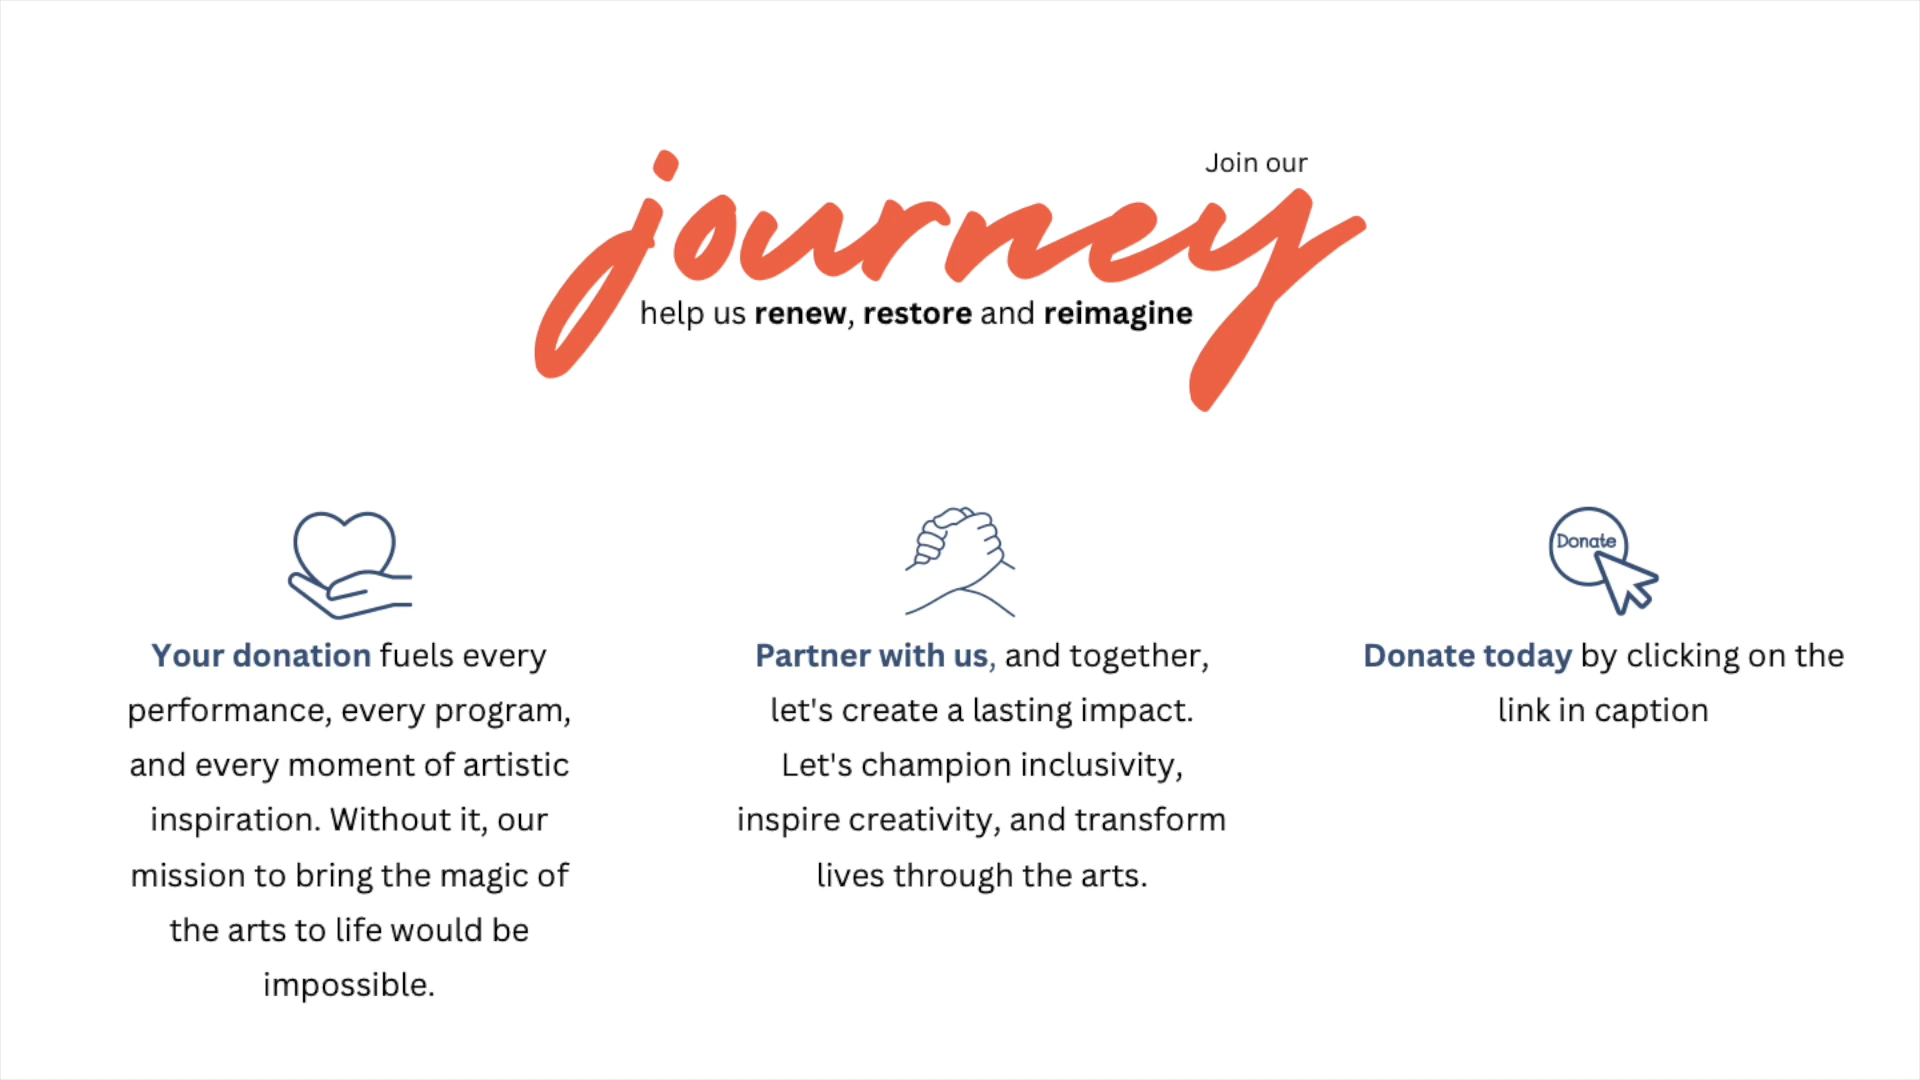 Join our
journey
help us renew, restore and reimagine
Your donation fuels every
performance, every program,
and every moment of artistic
inspiration. Without it, our
mission to bring the magic of
the arts to life would be
impossible.
Partner with us, and together,
let's create a lasting impact.
Let's champion inclusivity,
inspire creativity, and transform
lives through the arts.
Donate
Donate today by clicking on the
link in caption